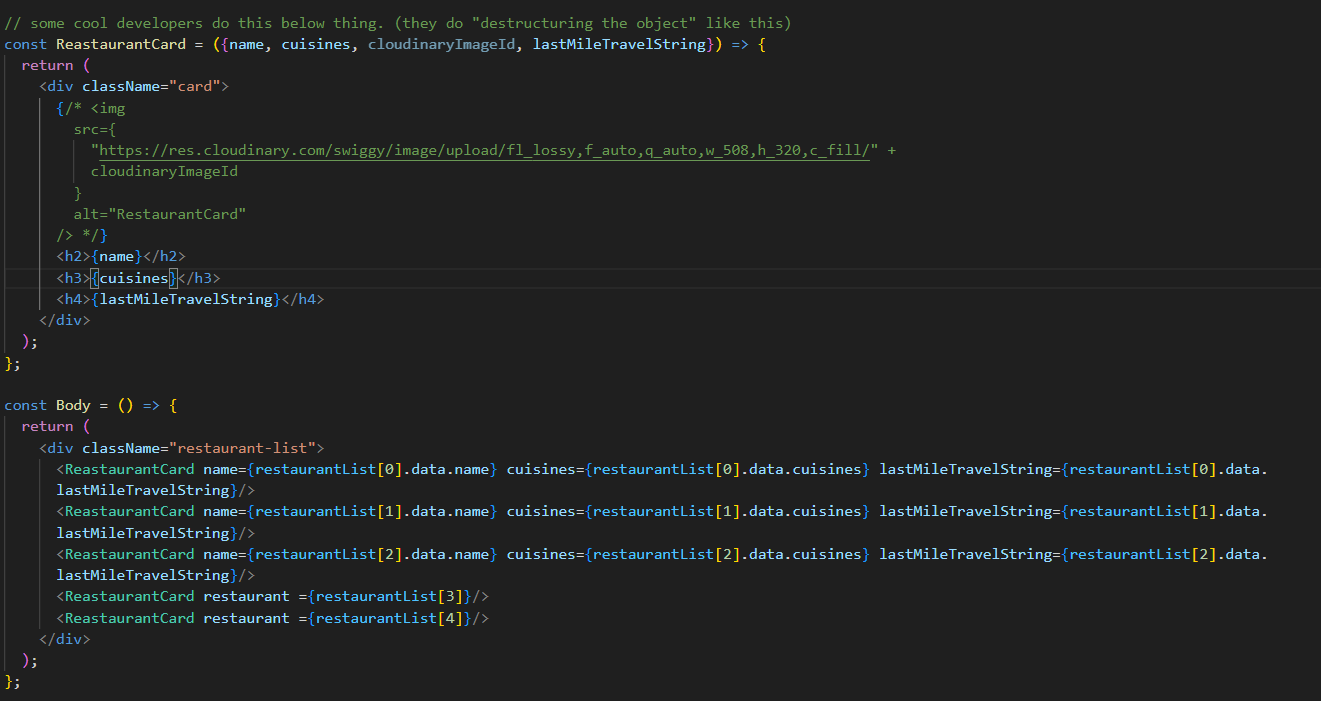 // some cool developers do this below thing. (they do "destructuring the object" like this)
const ReastaurantCard = ({name, cuisines, cloudinaryImageId, lastMileTravelString}) => {
return (
<div className="card">
{/* <img
src={
"https://res.cloudinary.com/swiggy/image/upload/fl_lossy,f_auto,q_auto,w_508,h_320,c_fill/" +
cloudinaryImageId
}
alt="RestaurantCard"
/> */}
<h2>{name}</h2>
<h3>{cuisines}</h3>
<h4>{lastMileTravelString}</h4>
</div>
);
};
const Body = () => {
return (
<div className="restaurant-list">
<ReastaurantCard name={restaurantList[0].data.name} cuisines={restaurantList[0].data.cuisines} lastMileTravelString={restaurantList[0].data.
lastMileTravelString}/>
<ReastaurantCard name={restaurantList[1].data.name} cuisines={restaurantList[1].data.cuisines} lastMileTravelString={restaurantList[1].data.
lastMileTravelString}/>
<ReastaurantCard name={restaurantList[2].data.name} cuisines={restaurantList[2].data.cuisines} lastMileTravelString={restaurantList[2].data.
lastMileTravelString}/>
<ReastaurantCard restaurant ={restaurantList[3]}/>
<ReastaurantCard restaurant ={restaurantList[4]}/>
</div>
);
};